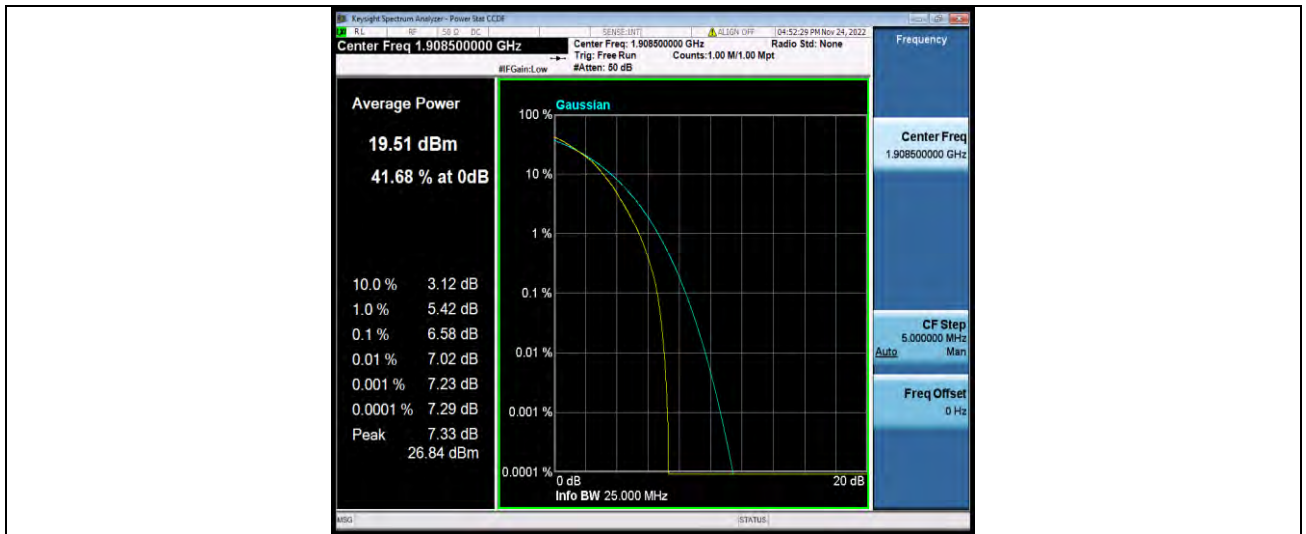 Keysight Spectrum Analyzer - Power Stat CCDF
RL RF 50 Ω DC SENSE:INT ALIGN OFF 04:52:29 PM Nov 24, 2022
Center Freq 1.908500000 GHz
Center Freq: 1.908500000 GHz Radio Std: None
Trig: Free Run Counts:1.00 M/1.00 Mpt
#IFGain:Low #Atten: 50 dB
Frequency
Average Power
19.51 dBm
41.68 % at 0dB
10.0 % 3.12 dB
1.0 % 5.42 dB
0.1 % 6.58 dB
0.01 % 7.02 dB
0.001 % 7.23 dB
0.0001 % 7.29 dB
Peak 7.33 dB
26.84 dBm
Gaussian
100 %
10 %
1 %
0.1 %
0.01 %
0.001 %
0.0001 %
0 dB 20 dB
Info BW 25.000 MHz
Center Freq
1.908500000 GHz
CF Step
5.000000 MHz
Auto Man
Freq Offset
0 Hz
MSG STATUS